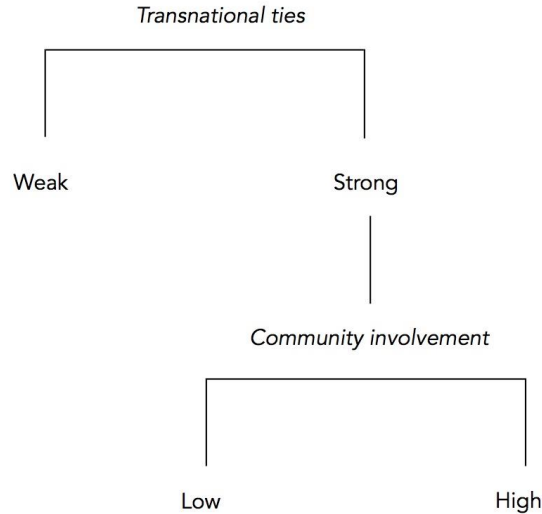 Transnational ties
Weak
Strong
Community involvement
Low
High